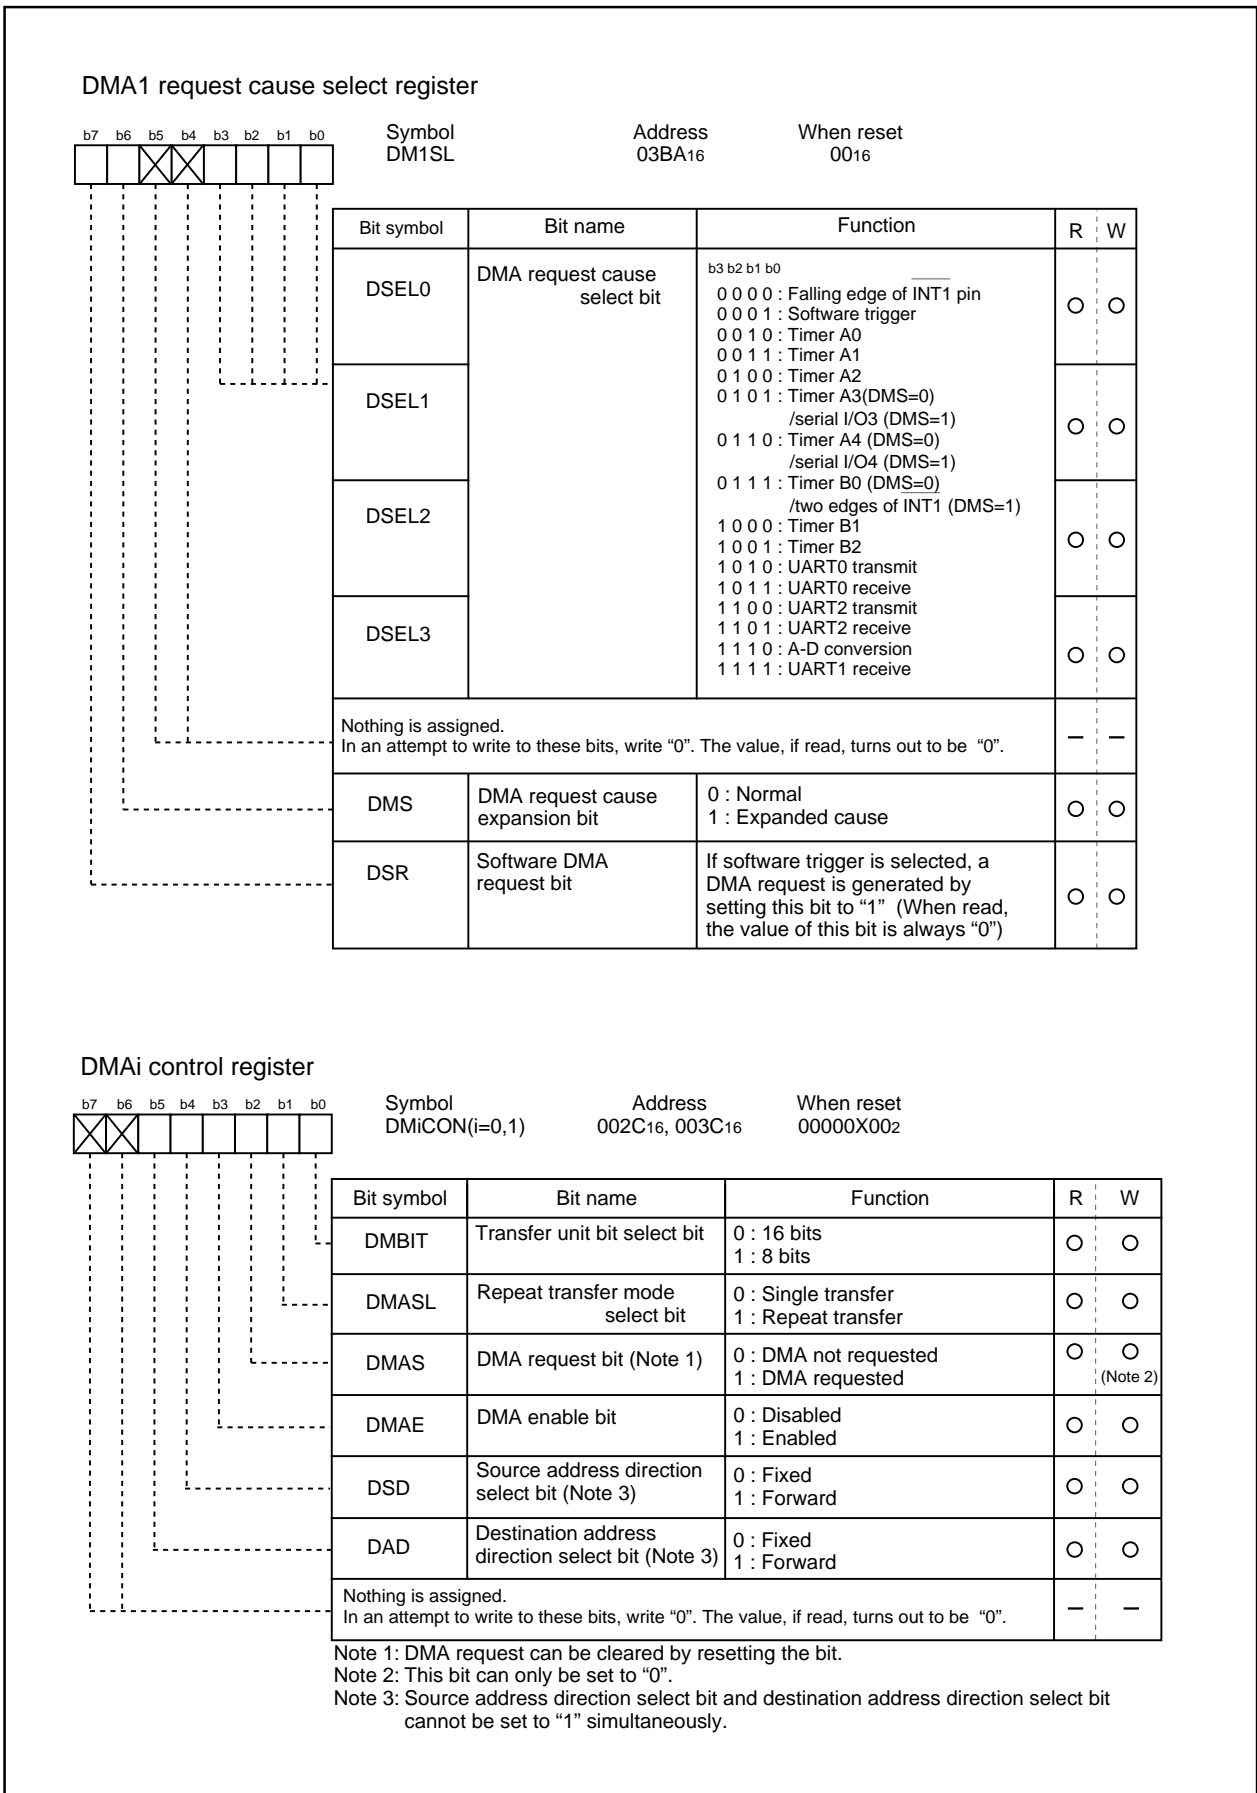 DMA1 request cause select register
b7 b6 b5 b4 b3 b2 b1 b0
Symbol Address When reset
DM1SL 03BA16 0016
Bit symbol Bit name Function R W
DSEL0
DMA request cause
select bit
b3 b2 b1 b0
0 0 0 0 : Falling edge of INT1 pin
0 0 0 1 : Software trigger
0 0 1 0 : Timer A0
0 0 1 1 : Timer A1
0 1 0 0 : Timer A2
0 1 0 1 : Timer A3(DMS=0)
/serial I/O3 (DMS=1)
0 1 1 0 : Timer A4 (DMS=0)
/serial I/O4 (DMS=1)
0 1 1 1 : Timer B0 (DMS=0)
/two edges of INT1 (DMS=1)
1 0 0 0 : Timer B1
1 0 0 1 : Timer B2
1 0 1 0 : UART0 transmit
1 0 1 1 : UART0 receive
1 1 0 0 : UART2 transmit
1 1 0 1 : UART2 receive
1 1 1 0 : A-D conversion
1 1 1 1 : UART1 receive
DSEL1
DSEL2
DSEL3
Nothing is assigned.
In an attempt to write to these bits, write “0”. The value, if read, turns out to be “0”.
DMS
DMA request cause
expansion bit
0 : Normal
1 : Expanded cause
DSR
Software DMA
request bit
If software trigger is selected, a
DMA request is generated by
setting this bit to “1” (When read,
the value of this bit is always “0”)
DMAi control register
b7 b6 b5 b4 b3 b2 b1 b0
Symbol Address When reset
DMiCON(i=0,1) 002C16, 003C16 00000X002
Bit symbol Bit name Function R W
DMBIT
Transfer unit bit select bit
0 : 16 bits
1 : 8 bits
DMASL
Repeat transfer mode
select bit
0 : Single transfer
1 : Repeat transfer
DMAS
DMA request bit (Note 1)
0 : DMA not requested
1 : DMA requested
(Note 2)
DMAE
DMA enable bit
0 : Disabled
1 : Enabled
DSD
Source address direction
select bit (Note 3)
0 : Fixed
1 : Forward
DAD
Destination address
direction select bit (Note 3)
0 : Fixed
1 : Forward
Nothing is assigned.
In an attempt to write to these bits, write “0”. The value, if read, turns out to be “0”.
Note 1: DMA request can be cleared by resetting the bit.
Note 2: This bit can only be set to “0”.
Note 3: Source address direction select bit and destination address direction select bit
cannot be set to “1” simultaneously.